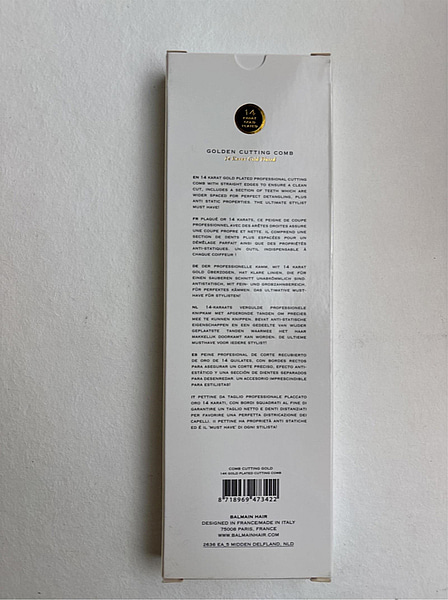 14
KARAT
GOLD
PLATED
GOLDEN CUTTING COMB
14 Karat Gold Plated
EN 14 KARAT GOLD PLATED PROFESSIONAL CUTTING
COMB WITH STRAIGHT EDGES TO ENSURE A CLEAN
CUT, INCLUDES A SECTION OF TEETH WHICH ARE
WIDER SPACED FOR PERFECT DETANGLING, PLUS
ANTI STATIC PROPERTIES. THE ULTIMATE STYLIST
MUST HAVE!
FR PLAQUÉ OR 14 KARATS, CE PEIGNE DE COUPE
PROFESSIONNEL AVEC DES ARÊTES DROITES ASSURE
UNE COUPE PROPRE ET NETTE. IL COMPREND UNE
SECTION DE DENTS PLUS ESPACÉES POUR UN
DÉMÊLAGE PARFAIT AINSI QUE DES PROPRIÉTÉS
ANTI-STATIQUES. UN OUTIL INDISPENSABLE À
CHAQUE COIFFEUR !
DE DER PROFESSIONELLE KAMM, MIT 14 KARAT
GOLD ÜBERZOGEN, HAT KLARE LINIEN, DIE FÜR
EINEN SAUBEREN SCHNITT UNABKÖMMLICH SIND:
ANTISTATISCH, MIT FEIN- UND GROBZAHNBEREICH,
FÜR PERFEKTES KÄMMEN. DAS ULTIMATIVE MUST-
HAVE FÜR STYLISTEN!
NL 14-KARAATS VERGULDE PROFESSIONELE
KNIPKAM MET AFGERONDE TANDEN OM PRECIES
MEE TE KUNNEN KNIPPEN. BEVAT ANTI-STATISCHE
EIGENSCHAPPEN EN EEN GEDEELTE VAN WIJDER
GEPLAATSTE TANDEN WAARMEE HET HAAR
MAKKELIJK DOORKAMT KAN WORDEN. DE ULTIEME
MUSTHAVE VOOR IEDERE STYLIST!
ES PEINE PROFESIONAL DE CORTE RECUBIERTO
DE ORO DE 14 QUILATES, CON BORDES RECTOS
PARA ASEGURAR UN CORTE PRECISO, EFECTO ANTI-
ESTÁTICO Y UNA SECCIÓN DE DIENTES SEPARADOS
PARA DESENREDAR. UN ACCESORIO IMPRESCINDIBLE
PARA ESTILISTAS!
IT PETTINE DA TAGLIO PROFESSIONALE PLACCATO
ORO 14 KARATI, CON BORDI SQUADRATI AL FINE DI
GARANTIRE UN TAGLIO NETTO E DENTI DISTANZIATI
PER FAVORIRE UNA PERFETTA DISTRICAZIONE DEI
CAPELLI. IL PETTINE HA PROPRIETÀ ANTI STATICHE
ED È IL 'MUST HAVE' DI OGNI STILISTA!
COMB CUTTING GOLD
14K GOLD PLATED CUTTING COMB
8 718969 473422
BALMAIN HAIR
DESIGNED IN FRANCE/MADE IN ITALY
75008 PARIS, FRANCE
WWW.BALMAINHAIR.COM
2636 EA_5 MIDDEN DELFLAND, NLD